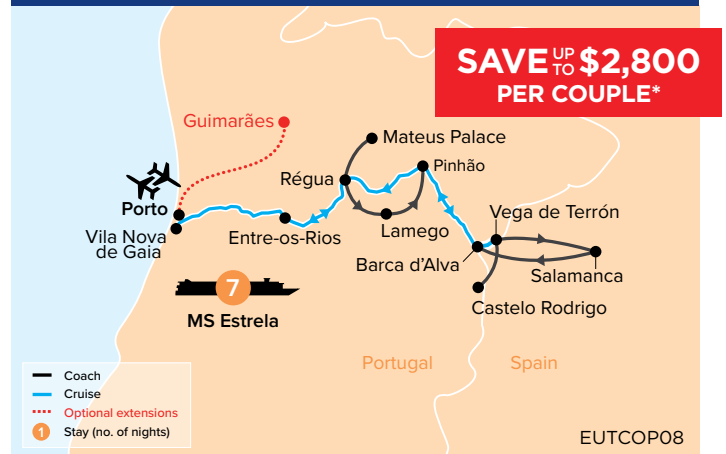 SAVE UP TO $2,800
PER COUPLE*
Guimarães
Mateus Palace
Pinhão
Régua
Porto
Vila Nova
de Gaia
Entre-os-Rios
Lamego
Vega de Terrón
Barca d'Alva
Salamanca
Castelo Rodrigo
7
MS Estrela
Portugal
Spain
Coach
Cruise
Optional extensions
1 Stay (no. of nights)
EUTCOP08